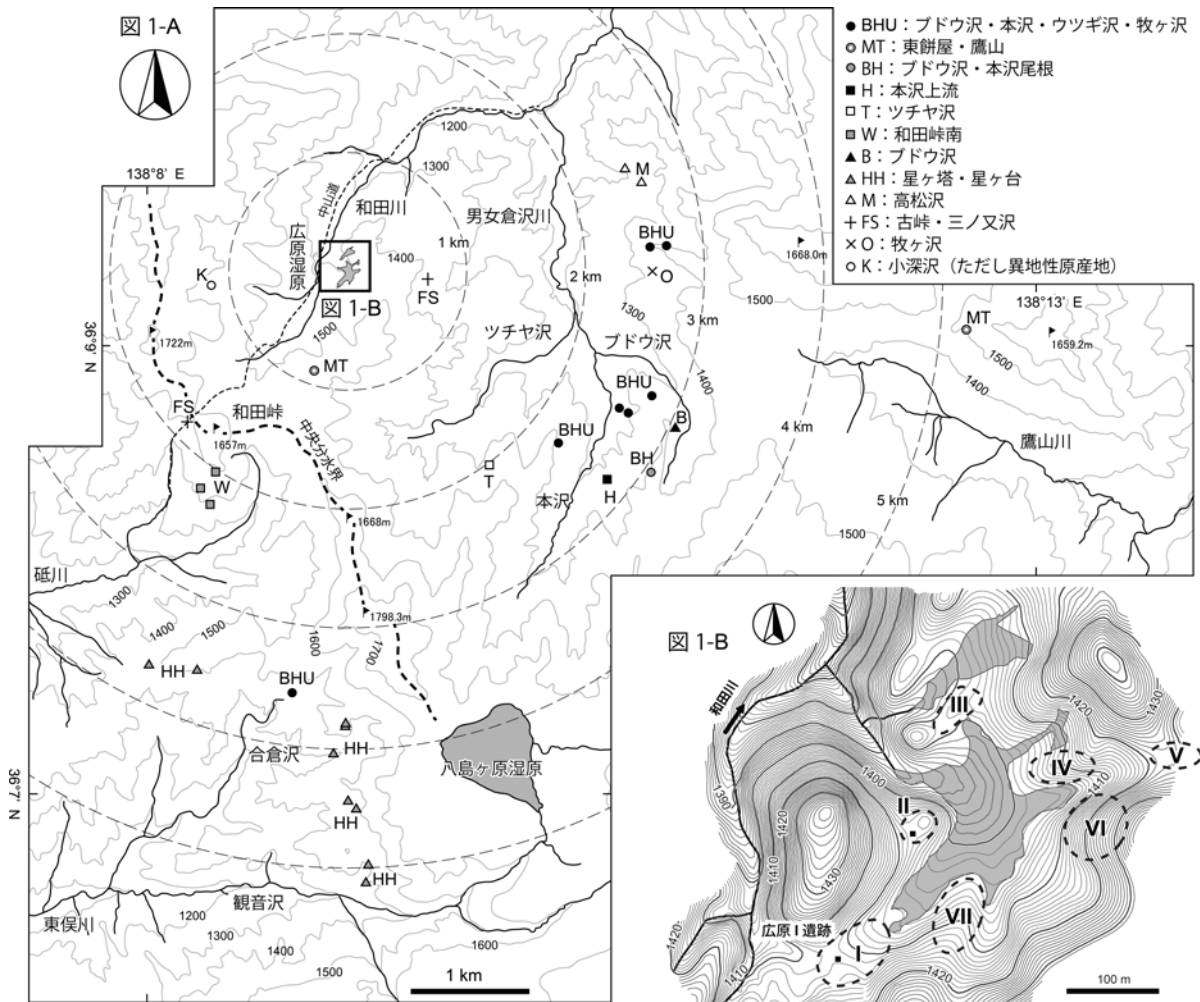 図 1-A
138°8’ E
36°9’ N
36°7’ N
138°13’ E
BHU：ブドウ沢・本沢・ウツギ沢・牧ヶ沢
MT：東餅屋・鷹山
BH：ブドウ沢・本沢尾根
H：本沢上流
T：ツチヤ沢
W：和田峠南
B：ブドウ沢
HH：星ヶ塔・星ヶ台
M：高松沢
FS：古峠・三ノ又沢
O：牧ヶ沢
K：小深沢（ただし異地性原産地）
1200
1300
中山道
和田川
男女倉沢川
M
広原湿原
1 km
BHU
1668.0m
1400
K
FS
2 km
O
1500
図 1-B
1300
3 km
MT
1500
ツチヤ沢
ブドウ沢
1659.2m
1722m
1500
MT
1400
1400
BHU
FS
和田峠
B
4 km
1657m
中央分水界
BHU
鷹山川
W
T
BH
H
本沢
5 km
1668m
1500
砥川
1300
1798.3m
1400
1500
1600
1700
HH
BHU
合倉沢
HH
八島ヶ原湿原
HH
HH
観音沢
東俣川
1200
1300
1400
1500
1600
1 km
図 1-B
和田川
III
1420
1430
1390
1400
IV
V
1410
II
VI
1420
1410
1430
VII
広原 I 遺跡
I
1420
1410
1420
100 m